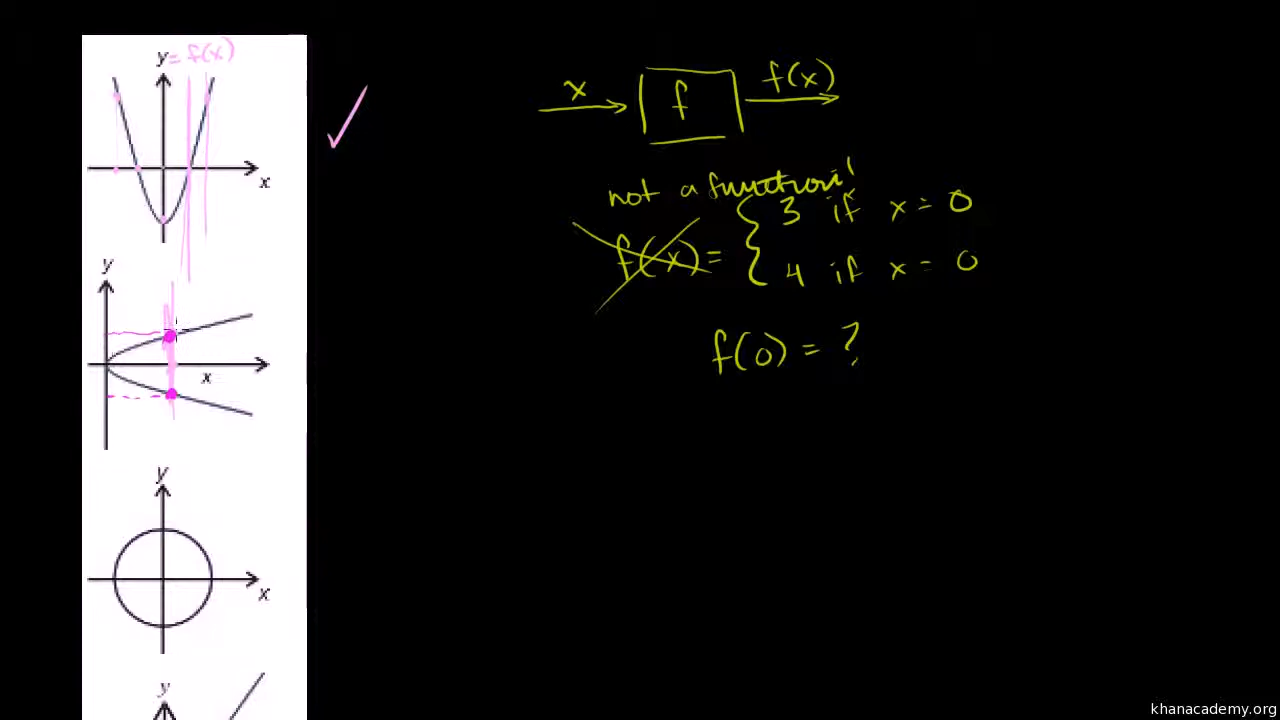 y = f(x)
x
y
x
y
x
y
x f f(x)
not a function!
f(x) = { 3 if x = 0
4 if x = 0
f(0) = ?
khanacademy.org